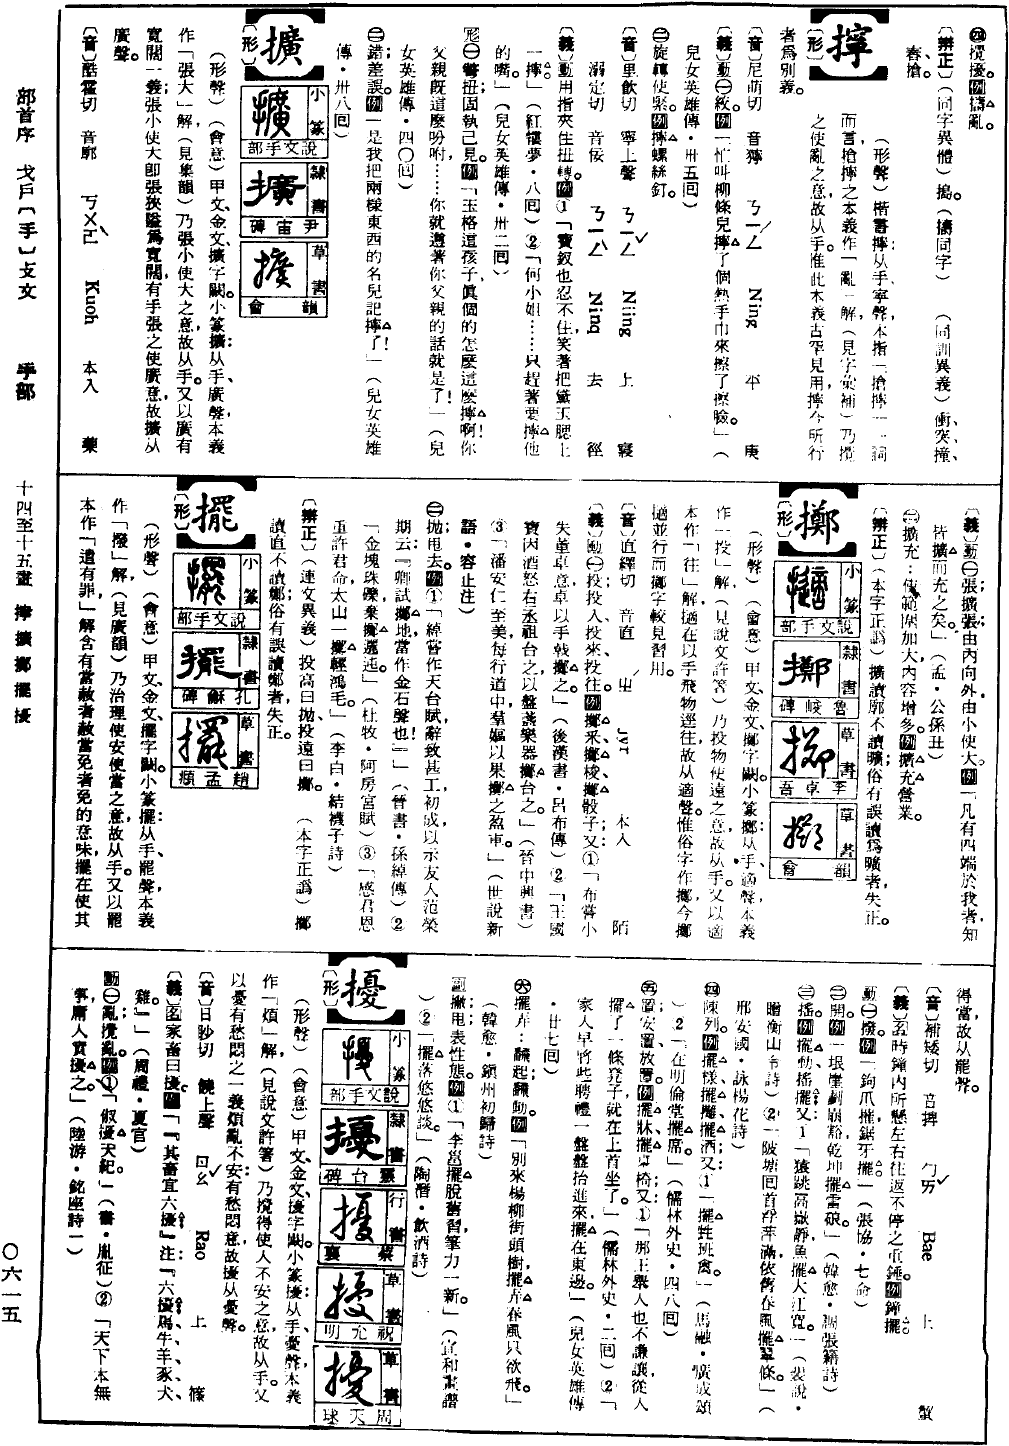 ㈣攪擾。例擣亂。
〔辨正〕(同字異體)搗。(擣同字) (同訓異義)衝、突、撞、
舂、搶。
擰
〔形〕
(形聲)楷書擰:从手、寧聲,本指「搶擰」一詞
而言,搶擰之本義作「亂」解(見字彙補)乃攪
之使亂之意,故从手。惟此本義古罕見用,擰今所行
者爲別義。
〔音〕尼萌切 音獰 ㄋㄧㄥˊ Ning 平 庚
〔義〕動㊀絞。例「忙叫柳條兒擰了個熱手巾來擦了擦臉。」(
兒女英雄傳・卅五回)
㊁旋轉使緊。例擰螺絲釘。
〔音〕里飲切 寧上聲 ㄋㄧㄥˇ Niing 上 寢
溺定切 音佞 ㄋㄧㄥˋ Ninq 去 徑
〔義〕動用指夾住扭轉。例①「寶釵也忍不住,笑著把黛玉腮上
一擰。」(紅樓夢・八回)②「何小姐……只趕著要擰他
的嘴。」(兒女英雄傳・卅二回)
形㊀彆扭;固執己見。例「玉格這孩子,眞個的怎麼這麼擰啊!你
父親既這麼吩咐,……你就遵著你父親的話就是了!」(兒
女英雄傳・四〇回)
㊁錯;差誤。例「是我把兩樣東西的名兒記擰了!」(兒女英雄
傳・卅八回)
擴
〔形〕
小篆 說文手部
隸書 尹宙碑
草書 韻會
(形聲)(會意)甲文、金文擴字闕。小篆擴:从手、廣聲,本義
作「張大」解(見集韻)乃張小使大之意,故从手。又以廣有
寬闊一義,張小使大即張狹隘爲寬闊,有手張之使廣意,故擴从
廣聲。
〔音〕酷霍切 音廓 ㄎㄨㄛˋ Kuoh 本入 藥
〔義〕動㊀張擴;張由內向外;由小使大。例「凡有四端於我者,知
皆擴而充之矣。」(孟・公孫丑)
㊁擴充:使範圍加大,內容增多。例擴充營業。
〔辨正〕(本字正譌)擴讀廓,不讀曠;俗有誤讀爲曠者,失正。
擲
〔形〕
小篆 說文手部
隸書 魯峻碑
草書 李卓吾
草書 韻會
(形聲)(會意)甲文、金文、擲字闕。小篆擲:从手、適聲,本義
作「投」解(見說文許箸)乃投物使遠之意,故从手。又以適
本作「往」解,擿在以手飛物逕往,故从適聲。惟俗字作擲,今擲
擿並行而擲字較見習用。
〔音〕直繹切 音直 ㄓˊ jyr 本入 陌
〔義〕動㊀投;投入;投來投往。例擲釆、擲梭、擲骰子;又:①「布嘗小
失董卓意,卓以手戟擲之。」(後漢書・呂布傳)②「王國
寶因酒怒右丞祖台之,以盤盞樂器擲台之。」(晉中興書)
③「潘安仁至美,每行道中,羣嫗以果擲之盈車。」(世說新
語・容止注)
㊁拋;甩去。例①「綽嘗作天台賦,辭致甚工,初成,以示友人范榮
期,云:『卿試擲地,當作金石聲也!』」(晉書・孫綽傳)②
「金塊珠礫,棄擲邐迤。」(杜牧・阿房宮賦)③「感君恩
重許君命,太山一擲輕鴻毛。」(李白・結襪子詩)
〔辨正〕(連文異義)投高曰拋,投遠曰擲。 (本字正譌)擲
讀直,不讀鄭;俗有誤讀鄭者,失正。
擺
〔形〕
小篆 說文手部
隸書 孔龢碑
草書 趙孟頫
(形聲)(會意)甲文、金文、擺字闕。小篆擺:从手、罷聲,本義
作「撥」解(見廣韻)乃治理使安使當之意,故从手。又以罷
本作「遣有罪」解,含有當赦者赦當免者免的意味,擺在使其
得當,故从罷聲。
〔音〕補矮切 音捭 ㄅㄞˇ Bae 上 蟹
〔義〕名時鐘內所懸左右往返不停之重錘。例鐘擺。
動㊀撥。例「鉤爪擺,鋸牙擺。」(張協・七命)
㊁開。例「垠崖劃崩豁,乾坤擺雷硠。」(韓愈・調張籍詩)
㊂搖。例擺動、搖擺;又:①「猿跳高嶽靜,魚擺大江寬。」(裴說・
贈衡山令詩)②「陂塘回首浮萍滿,依舊春風擺翠條。」(
邢安國・詠楊花詩)
㊃陳列。例擺樣、擺攤、擺酒;又:①「擺牲班禽。」(馬融・廣成頌
)②「在明倫堂擺席。」(儒林外史・四八回)
㊄置;安置;放置。例擺牀、擺桌椅;又:①「那王舉人也不謙讓,從人
擺了一條凳子,就在上首坐了。」(儒林外史・二回)②「
家人早將此聘禮一盤盤抬進來擺在東邊。」(兒女英雄傳
・卅七回)
㊅擺弄:翻起翻動。例「別來楊柳街頭樹,擺弄春風只欲飛。」
(韓愈・鎭州初歸詩)
副撇;甩;表性態。例①「李邕擺脫舊習,筆力一新。」(宣和畫譜
)②「擺落悠悠談。」(陶潛・飲酒詩)
擾
〔形〕
小篆 說文手部
隸書 靈台碑
行書 蔡襄
草書 祝允明
草書 周天球
(形聲)(會意)甲文、金文、擾字闕。小篆擾:从手、憂聲,本義
作「煩」解(見說文許箸)乃攪得使人不安之意,故从手。又
以憂有愁悶之一義,煩亂不安有愁悶意,故擾从憂聲。
〔音〕日眇切 饒上聲 ㄖㄠˇ Rao 上 篠
〔義〕名家畜曰擾。例「『其畜宜六擾』注:『六擾:馬、牛、羊、豕、犬、
雞。』」(周禮・夏官)
動㊀亂;攪亂。例①「俶擾天紀。」(書・胤征)②「天下本無
事,庸人實擾之。」(陸游・銘座詩一)
部首序 戈戶〔手〕支攴 手部 十四至十五畫 擰擴擲擺擾 〇六一五